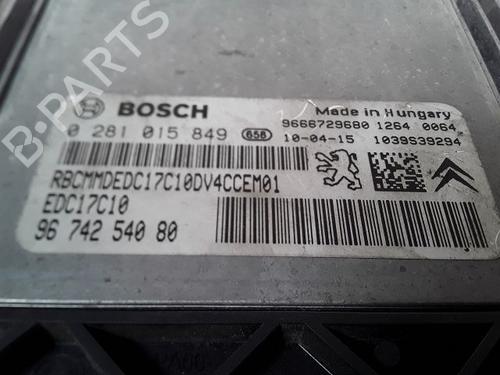 B-PARTS
BOSCH
0 281 015 849 658
RBCMMDEDC17C10DV4CCEM01
EDC17C10
96 742 540 80
Made in Hungary
9666729680 1264 0064
10-04-15 1039S39294